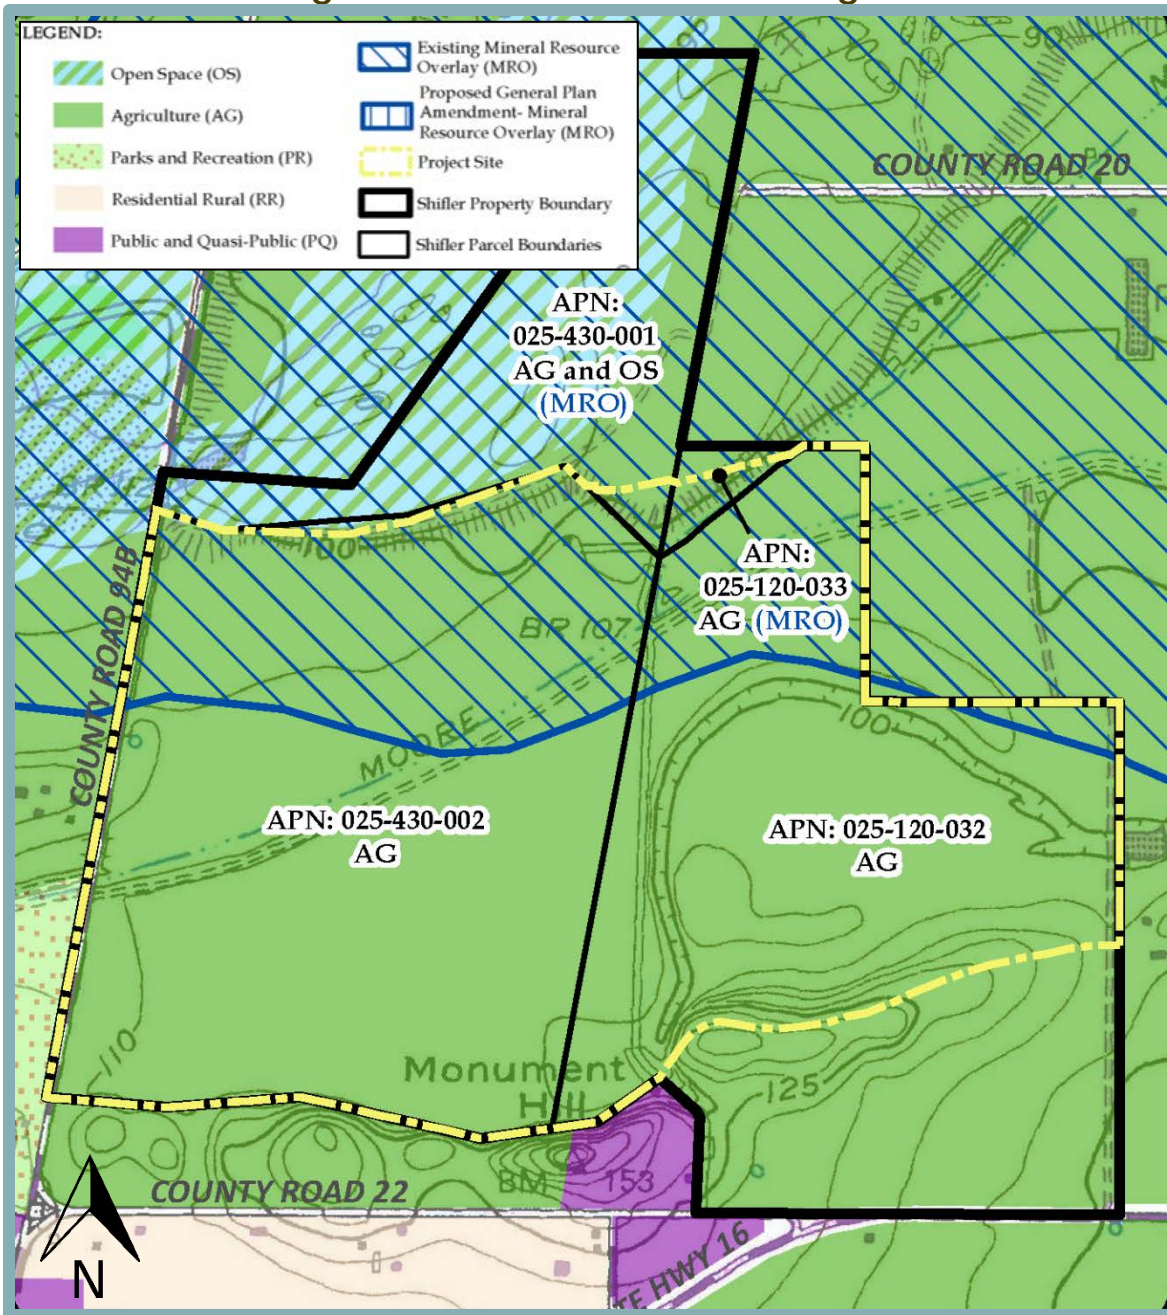 LEGEND:
Open Space (OS)
Agriculture (AG)
Parks and Recreation (PR)
Residential Rural (RR)
Public and Quasi-Public (PQ)
Existing Mineral Resource
Overlay (MRO)
Proposed General Plan
Amendment- Mineral
Resource Overlay (MRO)
Project Site
Shifler Property Boundary
Shifler Parcel Boundaries
90
COUNTY ROAD 20
APN:
025-430-001
AG and OS
(MRO)
100
APN:
025-120-033
AG (MRO)
BR 107
COUNTY ROAD 94B
100
MOORE
APN: 025-430-002
AG
APN: 025-120-032
AG
110
Monument
Hill
125
BM 153
COUNTY ROAD 22
TE HWY 16
N